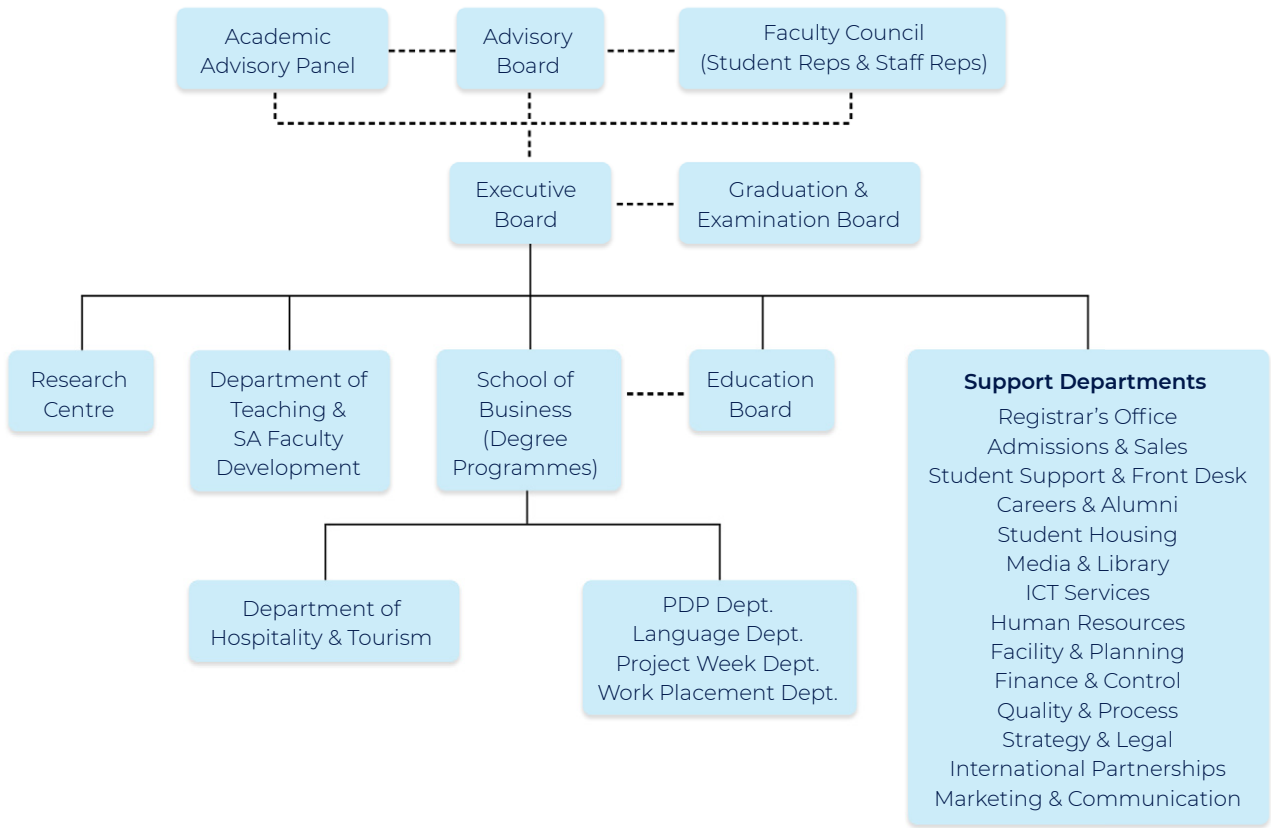 Academic
Advisory Panel
Advisory
Board
Faculty Council
(Student Reps & Staff Reps)
Executive
Board
Graduation &
Examination Board
Research
Centre
Department of
Teaching &
SA Faculty
Development
School of
Business
(Degree
Programmes)
Education
Board
Support Departments
Registrar’s Office
Admissions & Sales
Student Support & Front Desk
Careers & Alumni
Student Housing
Media & Library
ICT Services
Human Resources
Facility & Planning
Finance & Control
Quality & Process
Strategy & Legal
International Partnerships
Marketing & Communication
Department of
Hospitality & Tourism
PDP Dept.
Language Dept.
Project Week Dept.
Work Placement Dept.